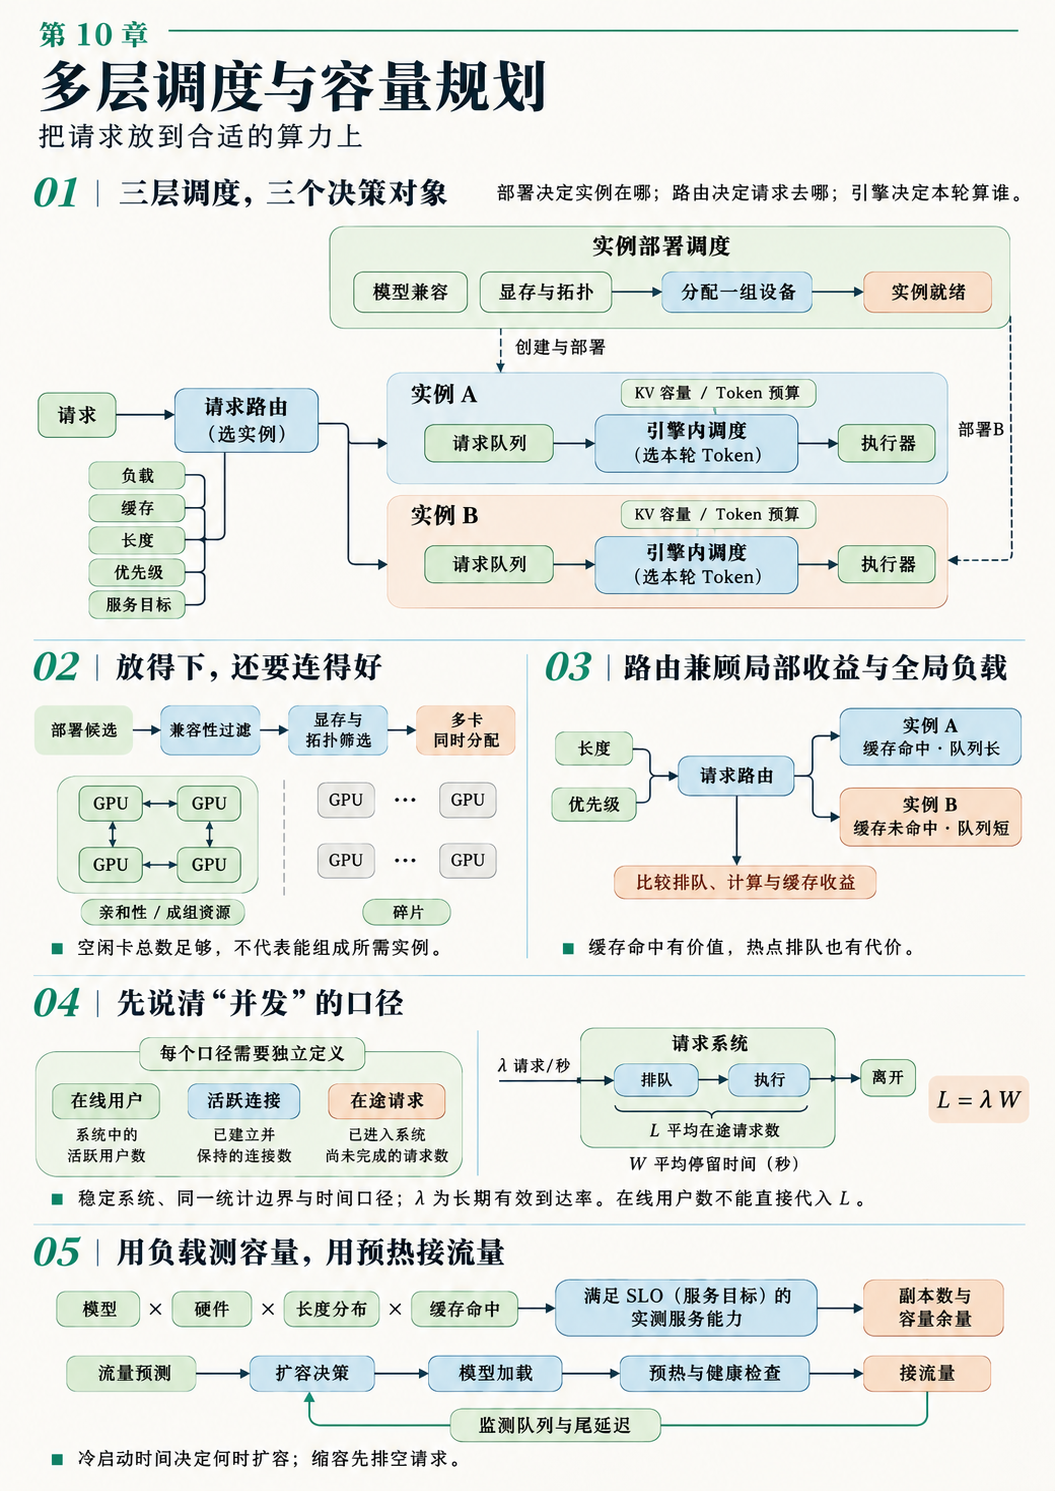 第 10 章
多层调度与容量规划
把请求放到合适的算力上
01 | 三层调度，三个决策对象
部署决定实例在哪；路由决定请求去哪；引擎决定本轮算谁。
实例部署调度
模型兼容
显存与拓扑
分配一组设备
实例就绪
创建与部署
请求
请求路由
（选实例）
负载
缓存
长度
优先级
服务目标
实例 A
KV 容量 / Token 预算
请求队列
引擎内调度
（选本轮 Token）
执行器
部署B
实例 B
KV 容量 / Token 预算
请求队列
引擎内调度
（选本轮 Token）
执行器
02 | 放得下，还要连得好
部署候选
兼容性过滤
显存与
拓扑筛选
多卡
同时分配
GPU GPU
GPU GPU
亲和性 / 成组资源
GPU ··· GPU
GPU ··· GPU
碎片
空闲卡总数足够，不代表能组成所需实例。
03 | 路由兼顾局部收益与全局负载
长度
优先级
请求路由
实例 A
缓存命中 · 队列长
实例 B
缓存未命中 · 队列短
比较排队、计算与缓存收益
缓存命中有价值，热点排队也有代价。
04 | 先说清“并发”的口径
每个口径需要独立定义
在线用户
系统中的
活跃用户数
活跃连接
已建立并
保持的连接数
在途请求
已进入系统
尚未完成的请求数
λ 请求/秒
请求系统
排队
执行
L 平均在途请求数
W 平均停留时间（秒）
离开
L = λ W
稳定系统、同一统计边界与时间口径；λ 为长期有效到达率。在线用户数不能直接代入 L 。
05 | 用负载测容量，用预热接流量
模型 × 硬件 × 长度分布 × 缓存命中
满足 SLO（服务目标）的
实测服务能力
副本数与
容量余量
流量预测
扩容决策
模型加载
预热与健康检查
接流量
监测队列与尾延迟
冷启动时间决定何时扩容；缩容先排空请求。